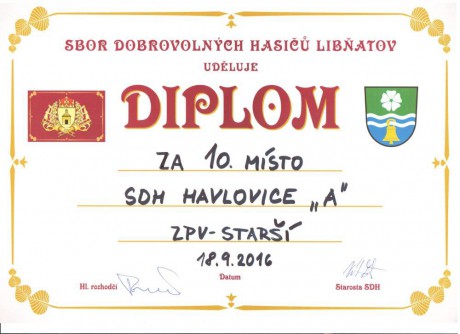 SBOR DOBROVOLNÝCH HASIČŮ LIBŇATOV
UDĚLUJE
DIPLOM
ZA 10. MÍSTO
SDH HAVLOVICE „A"
ZPV-STARŠÍ
18.9.2016
Hl. rozhodčí
Datum
Starosta SDH